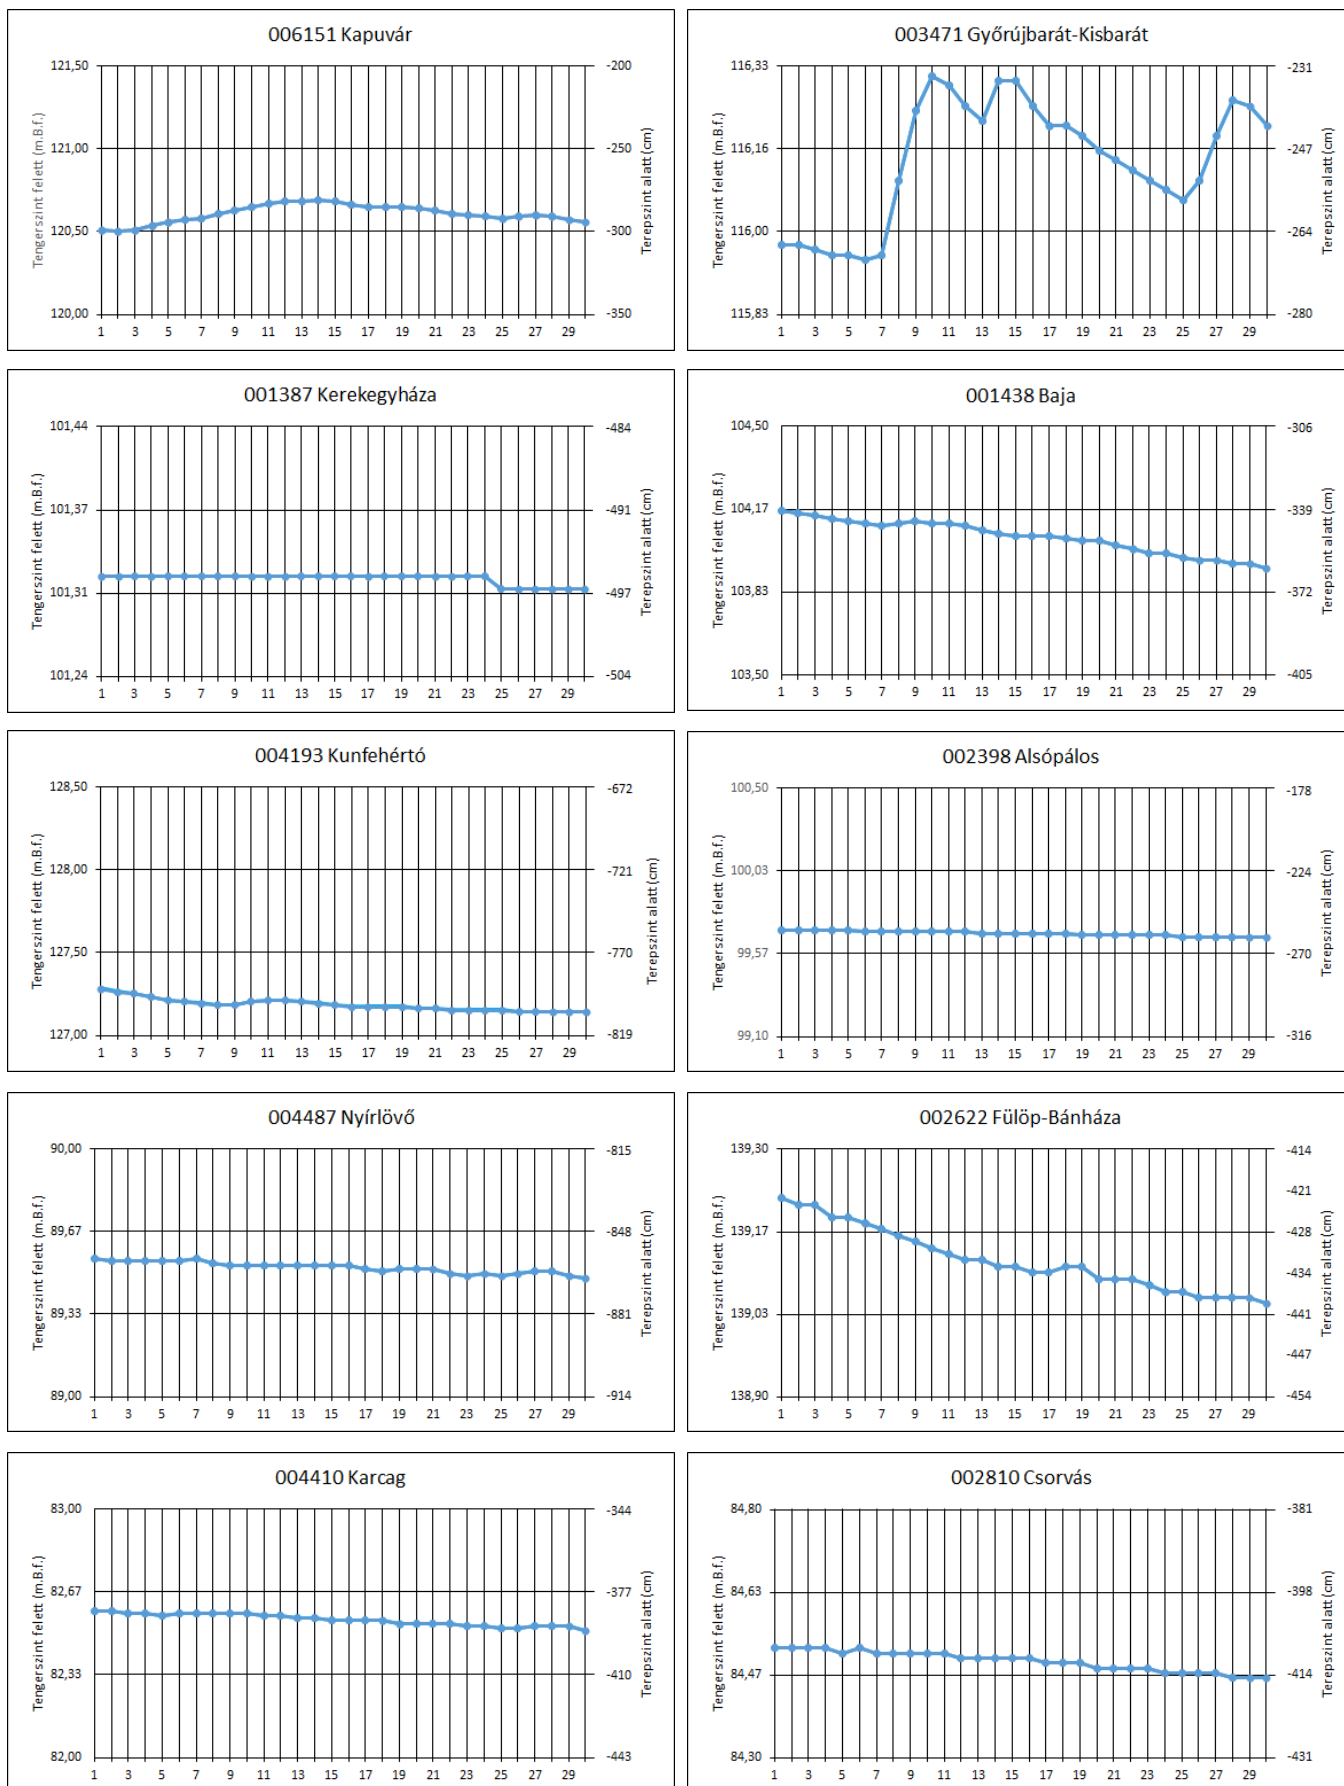 006151 Kapuvár
121,50
121,00
120,50
120,00
Tengerszint felett (m.B.f.)
-200
-250
-300
-350
Terepszint alatt (cm)
1 3 5 7 9 11 13 15 17 19 21 23 25 27 29
003471 Győrújbarát-Kisbarát
116,33
116,16
116,00
115,83
Tengerszint felett (m.B.f.)
-231
-247
-264
-280
Terepszint alatt (cm)
1 3 5 7 9 11 13 15 17 19 21 23 25 27 29
001387 Kerekegyháza
101,44
101,37
101,31
101,24
Tengerszint felett (m.B.f.)
-484
-491
-497
-504
Terepszint alatt (cm)
1 3 5 7 9 11 13 15 17 19 21 23 25 27 29
001438 Baja
104,50
104,17
103,83
103,50
Tengerszint felett (m.B.f.)
-306
-339
-372
-405
Terepszint alatt (cm)
1 3 5 7 9 11 13 15 17 19 21 23 25 27 29
004193 Kunfehértó
128,50
128,00
127,50
127,00
Tengerszint felett (m.B.f.)
-672
-721
-770
-819
Terepszint alatt (cm)
1 3 5 7 9 11 13 15 17 19 21 23 25 27 29
002398 Alsópálos
100,50
100,03
99,57
99,10
Tengerszint felett (m.B.f.)
-178
-224
-270
-316
Terepszint alatt (cm)
1 3 5 7 9 11 13 15 17 19 21 23 25 27 29
004487 Nyírlövő
90,00
89,67
89,33
89,00
Tengerszint felett (m.B.f.)
-815
-848
-881
-914
Terepszint alatt (cm)
1 3 5 7 9 11 13 15 17 19 21 23 25 27 29
002622 Fülöp-Bánháza
139,30
139,17
139,03
138,90
Tengerszint felett (m.B.f.)
-414
-421
-428
-434
-441
-447
-454
Terepszint alatt (cm)
1 3 5 7 9 11 13 15 17 19 21 23 25 27 29
004410 Karcag
83,00
82,67
82,33
82,00
Tengerszint felett (m.B.f.)
-344
-377
-410
-443
Terepszint alatt (cm)
1 3 5 7 9 11 13 15 17 19 21 23 25 27 29
002810 Csorvás
84,80
84,63
84,47
84,30
Tengerszint felett (m.B.f.)
-381
-398
-414
-431
Terepszint alatt (cm)
1 3 5 7 9 11 13 15 17 19 21 23 25 27 29